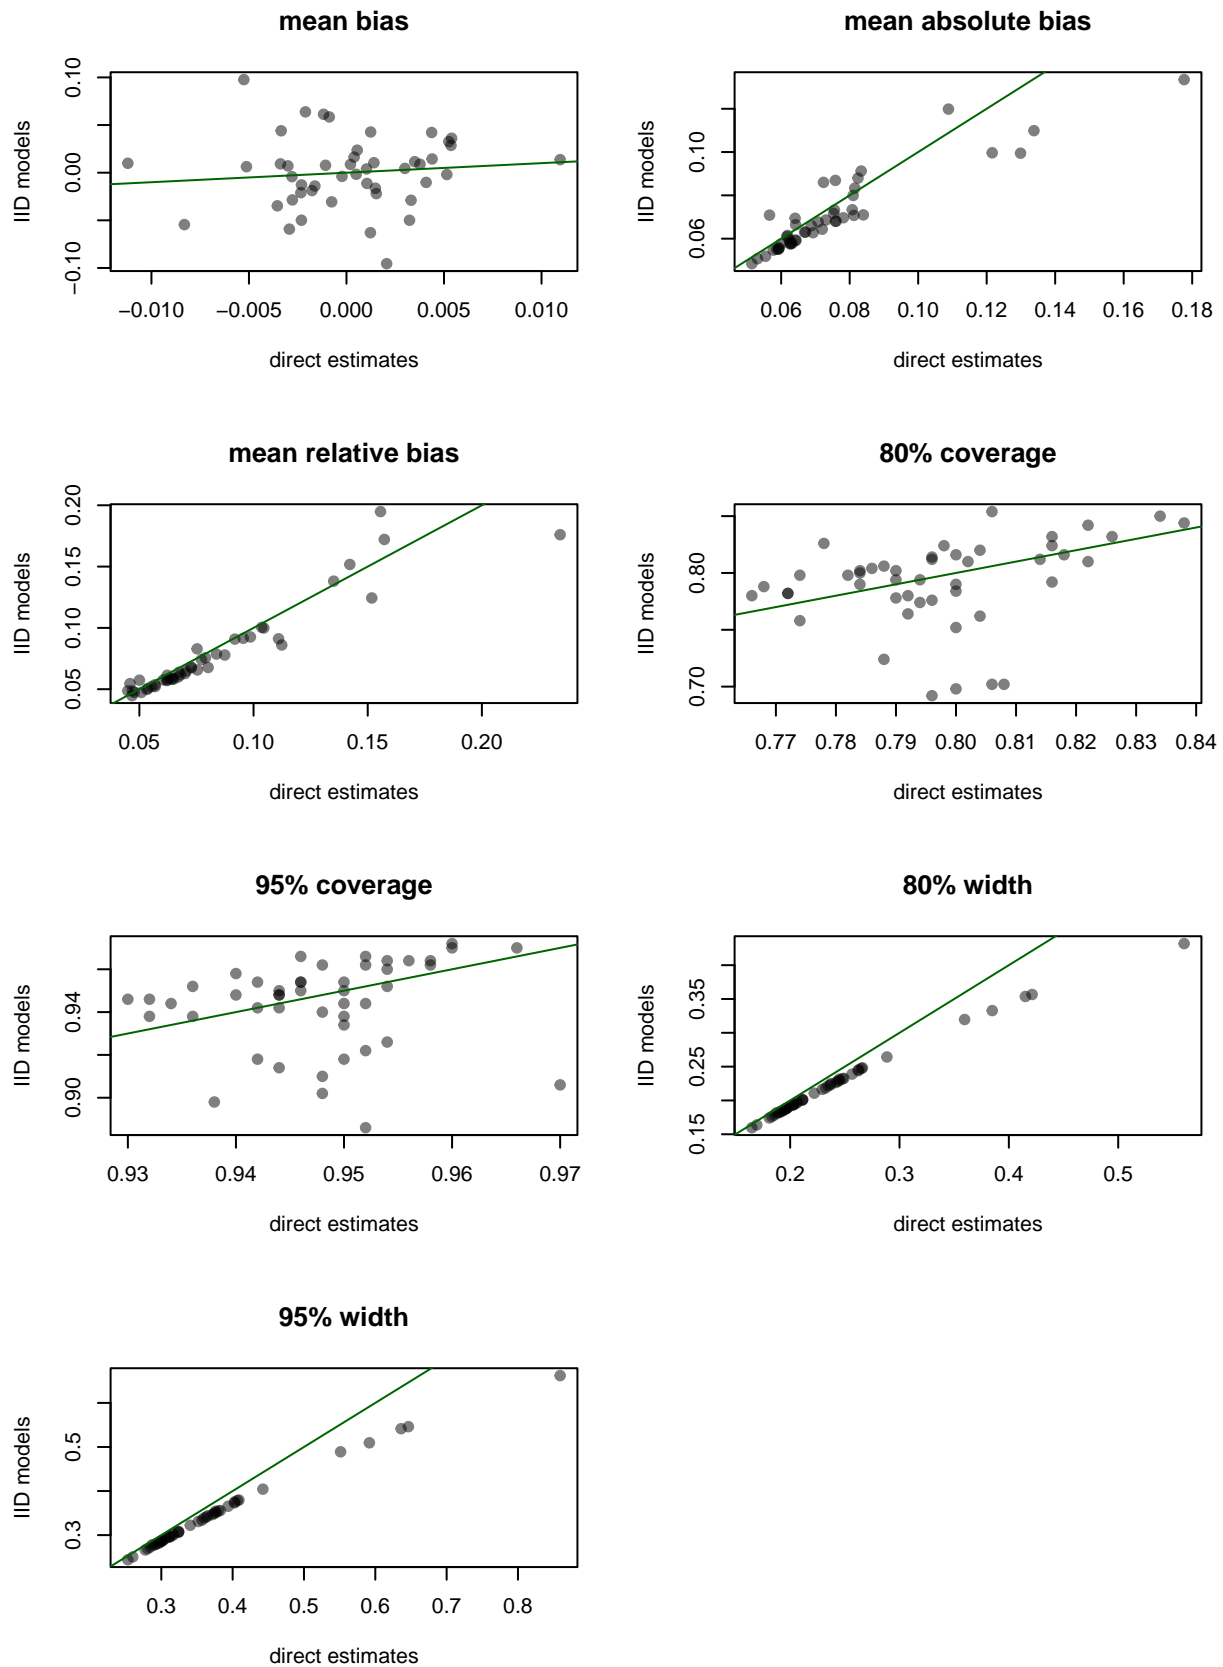 mean bias
IID models
0.10
0.00
−0.10
−0.010 −0.005 0.000 0.005 0.010
direct estimates
mean absolute bias
IID models
0.10
0.06
0.06 0.08 0.10 0.12 0.14 0.16 0.18
direct estimates
mean relative bias
IID models
0.20
0.15
0.10
0.05
0.05 0.10 0.15 0.20
direct estimates
80% coverage
IID models
0.80
0.70
0.77 0.78 0.79 0.80 0.81 0.82 0.83 0.84
direct estimates
95% coverage
IID models
0.94
0.90
0.93 0.94 0.95 0.96 0.97
direct estimates
80% width
IID models
0.35
0.25
0.15
0.2 0.3 0.4 0.5
direct estimates
95% width
IID models
0.5
0.3
0.3 0.4 0.5 0.6 0.7 0.8
direct estimates